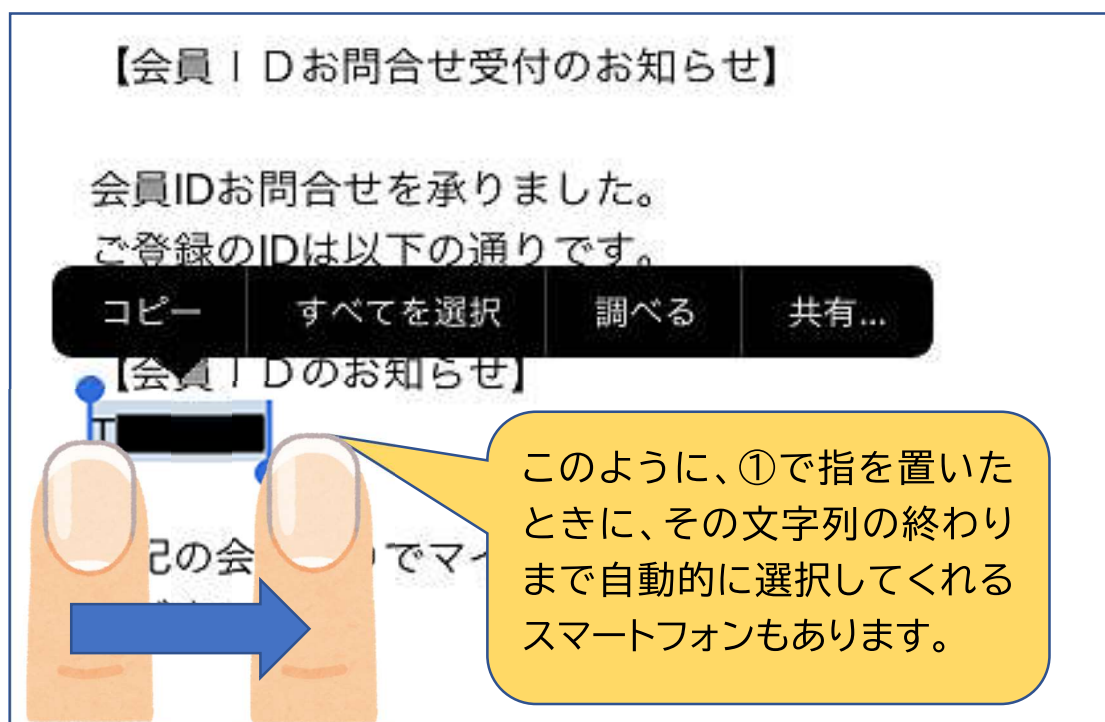 【会員ＩＤお問合せ受付のお知らせ】
会員IDお問合せを承りました。
ご登録のIDは以下の通りです。
コピー すべてを選択 調べる 共有...
【会員ＩＤのお知らせ】
このように、①で指を置いた
ときに、その文字列の終わり
まで自動的に選択してくれる
スマートフォンもあります。
記の会
でマイ